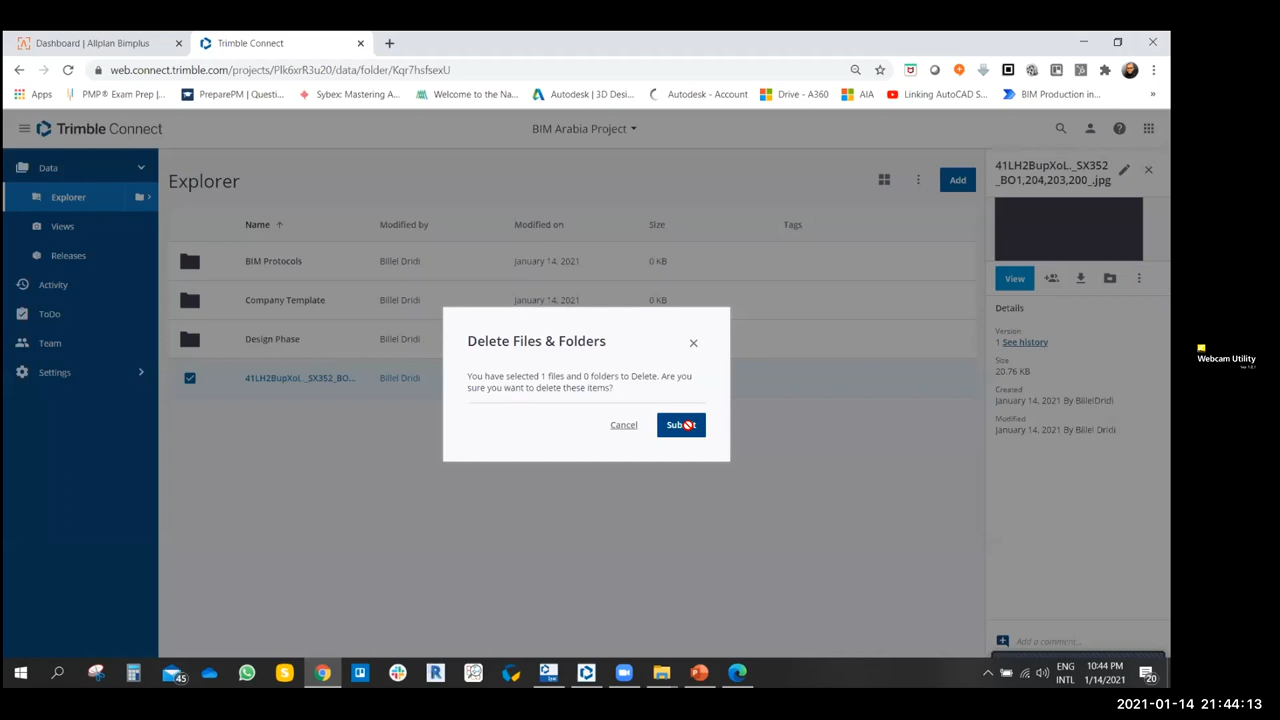 Dashboard | Allplan Bimplus
Trimble Connect
web.connect.trimble.com/projects/Plk6xrR3u20/data/folder/Kqr7hsfsexU
Apps
PMP® Exam Prep |...
PreparePM | Questi...
Sybex: Mastering A...
Welcome to the Na...
Autodesk | 3D Desi...
Autodesk - Account
Drive - A360
AIA
Linking AutoCAD S...
BIM Production in...
»
Trimble Connect
BIM Arabia Project
Data
Explorer
Views
Releases
Activity
ToDo
Team
Settings
Explorer
Add
Name
Modified by
Modified on
Size
Tags
BIM Protocols
Billel Dridi
January 14, 2021
0 KB
Company Template
Billel Dridi
January 14, 2021
0 KB
Design Phase
Billel Dridi
41LH2BupXoL._SX352_BO...
Billel Dridi
Delete Files & Folders
You have selected 1 files and 0 folders to Delete. Are you
sure you want to delete these items?
Cancel
41LH2BupXoL._SX352
_BO1,204,203,200_.jpg
View
Details
Version
1 See history
Size
20.76 KB
Created
January 14, 2021 By BillelDridi
Modified
January 14, 2021 By Billel Dridi
Add a comment...
Webcam Utility
45
ENG
INTL
10:44 PM
1/14/2021
20
2021-01-14 21:44:13